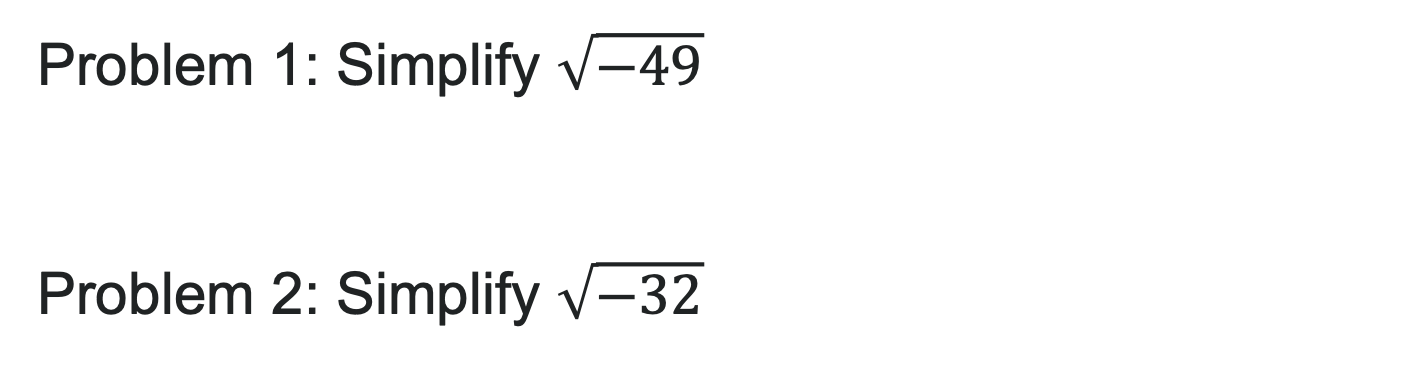 Problem 1: Simplify √−49
Problem 2: Simplify √−32